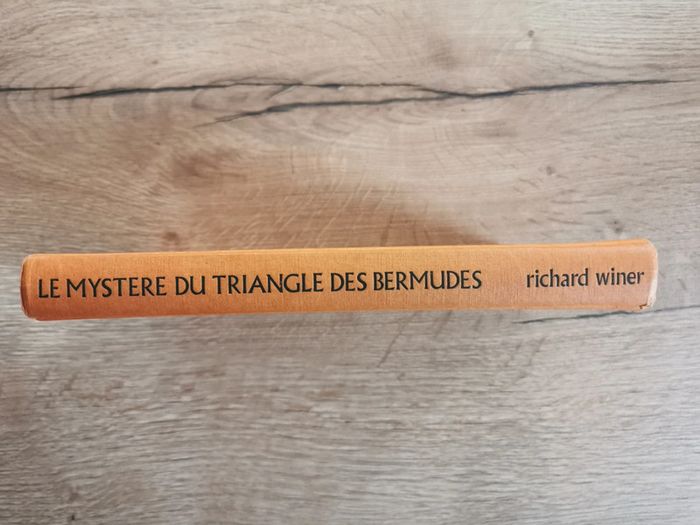 LE MYSTERE DU TRIANGLE DES BERMUDES richard winer